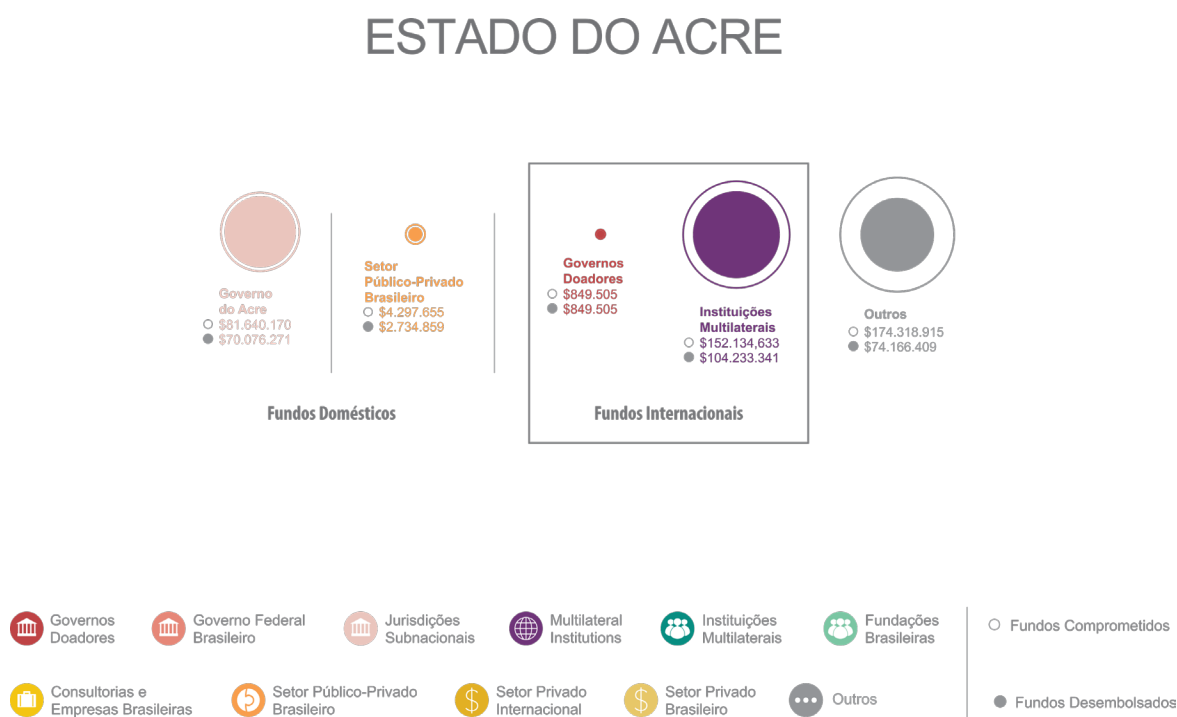 ESTADO DO ACRE
Governo
do Acre
$81.640.170
$70.076.271
Setor
Público-Privado
Brasileiro
$4.297.655
$2.734.859
Fundos Domésticos
Governos
Doadores
$849.505
$849.505
Instituições
Multilaterais
$152.134,633
$104.233.341
Fundos Internacionais
Outros
$174.318.915
$74.166.409
Governos
Doadores
Governo Federal
Brasileiro
Jurisdições
Subnacionais
Multilateral
Institutions
Instituições
Multilaterais
Fundações
Brasileiras
Fundos Comprometidos
Consultorias e
Empresas Brasileiras
Setor Público-Privado
Brasileiro
Setor Privado
Internacional
Setor Privado
Brasileiro
Outros
Fundos Desembolsados